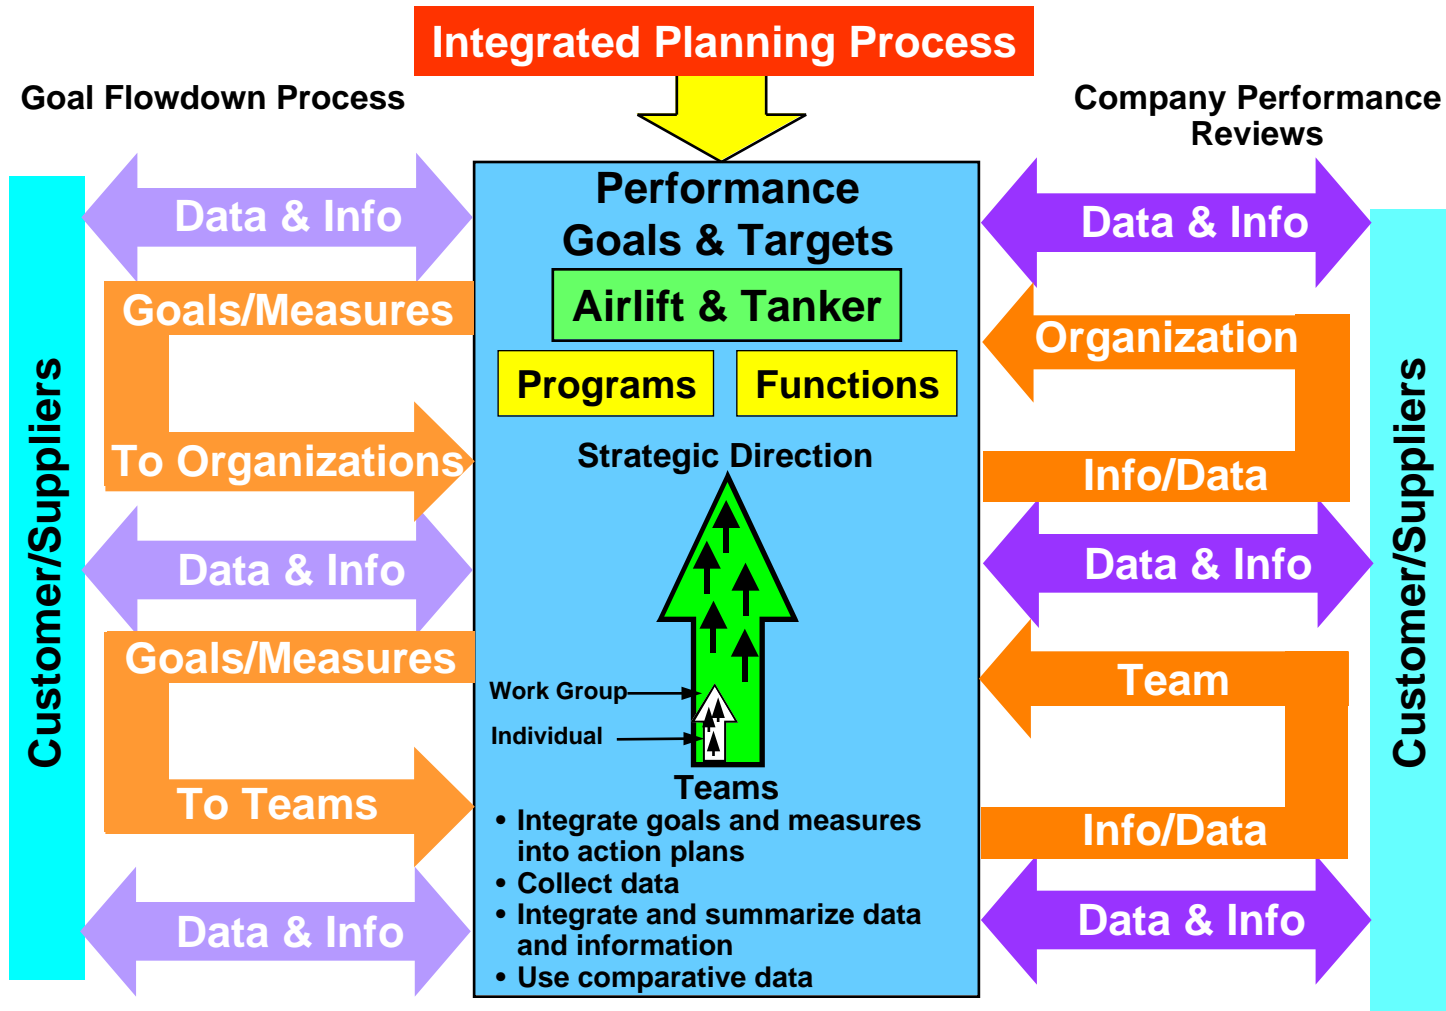 Integrated Planning Process
Goal Flowdown Process
Company Performance
Reviews
Customer/Suppliers
Data & Info
Goals/Measures
To Organizations
Data & Info
Goals/Measures
To Teams
Data & Info
Performance
Goals & Targets
Airlift & Tanker
Programs
Functions
Strategic Direction
Work Group
Individual
Teams
• Integrate goals and measures
into action plans
• Collect data
• Integrate and summarize data
and information
• Use comparative data
Data & Info
Organization
Info/Data
Data & Info
Team
Info/Data
Data & Info
Customer/Suppliers